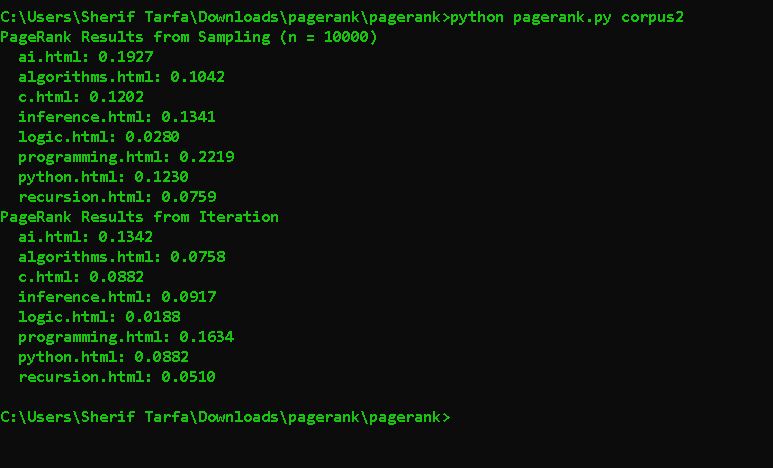 C:\Users\Sherif Tarfa\Downloads\pagerank\pagerank>python pagerank.py corpus2
PageRank Results from Sampling (n = 10000)
  ai.html: 0.1927
  algorithms.html: 0.1042
  c.html: 0.1202
  inference.html: 0.1341
  logic.html: 0.0280
  programming.html: 0.2219
  python.html: 0.1230
  recursion.html: 0.0759
PageRank Results from Iteration
  ai.html: 0.1342
  algorithms.html: 0.0758
  c.html: 0.0882
  inference.html: 0.0917
  logic.html: 0.0188
  programming.html: 0.1634
  python.html: 0.0882
  recursion.html: 0.0510
C:\Users\Sherif Tarfa\Downloads\pagerank\pagerank>